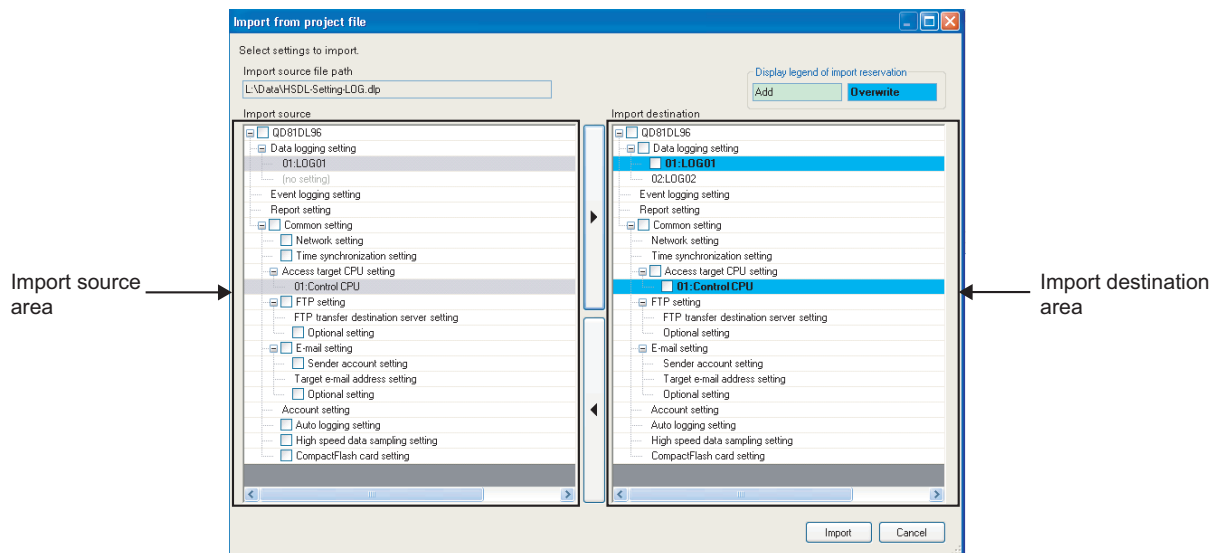 Import from project file
Select settings to import.
Import source file path
L:\Data\HSDL-Setting-LOG.dlp
Display legend of import reservation
Add
Overwrite
Import source
QD81DL96
Data logging setting
01:LOG01
(no setting)
Event logging setting
Report setting
Common setting
Network setting
Time synchronization setting
Access target CPU setting
01:Control CPU
FTP setting
FTP transfer destination server setting
Optional setting
E-mail setting
Sender account setting
Target e-mail address setting
Optional setting
Account setting
Auto logging setting
High speed data sampling setting
CompactFlash card setting
Import destination
QD81DL96
Data logging setting
01:LOG01
02:LOG02
Event logging setting
Report setting
Common setting
Network setting
Time synchronization setting
Access target CPU setting
01:Control CPU
FTP setting
FTP transfer destination server setting
Optional setting
E-mail setting
Sender account setting
Target e-mail address setting
Optional setting
Account setting
Auto logging setting
High speed data sampling setting
CompactFlash card setting
Import
Cancel
Import source
area
Import destination
area